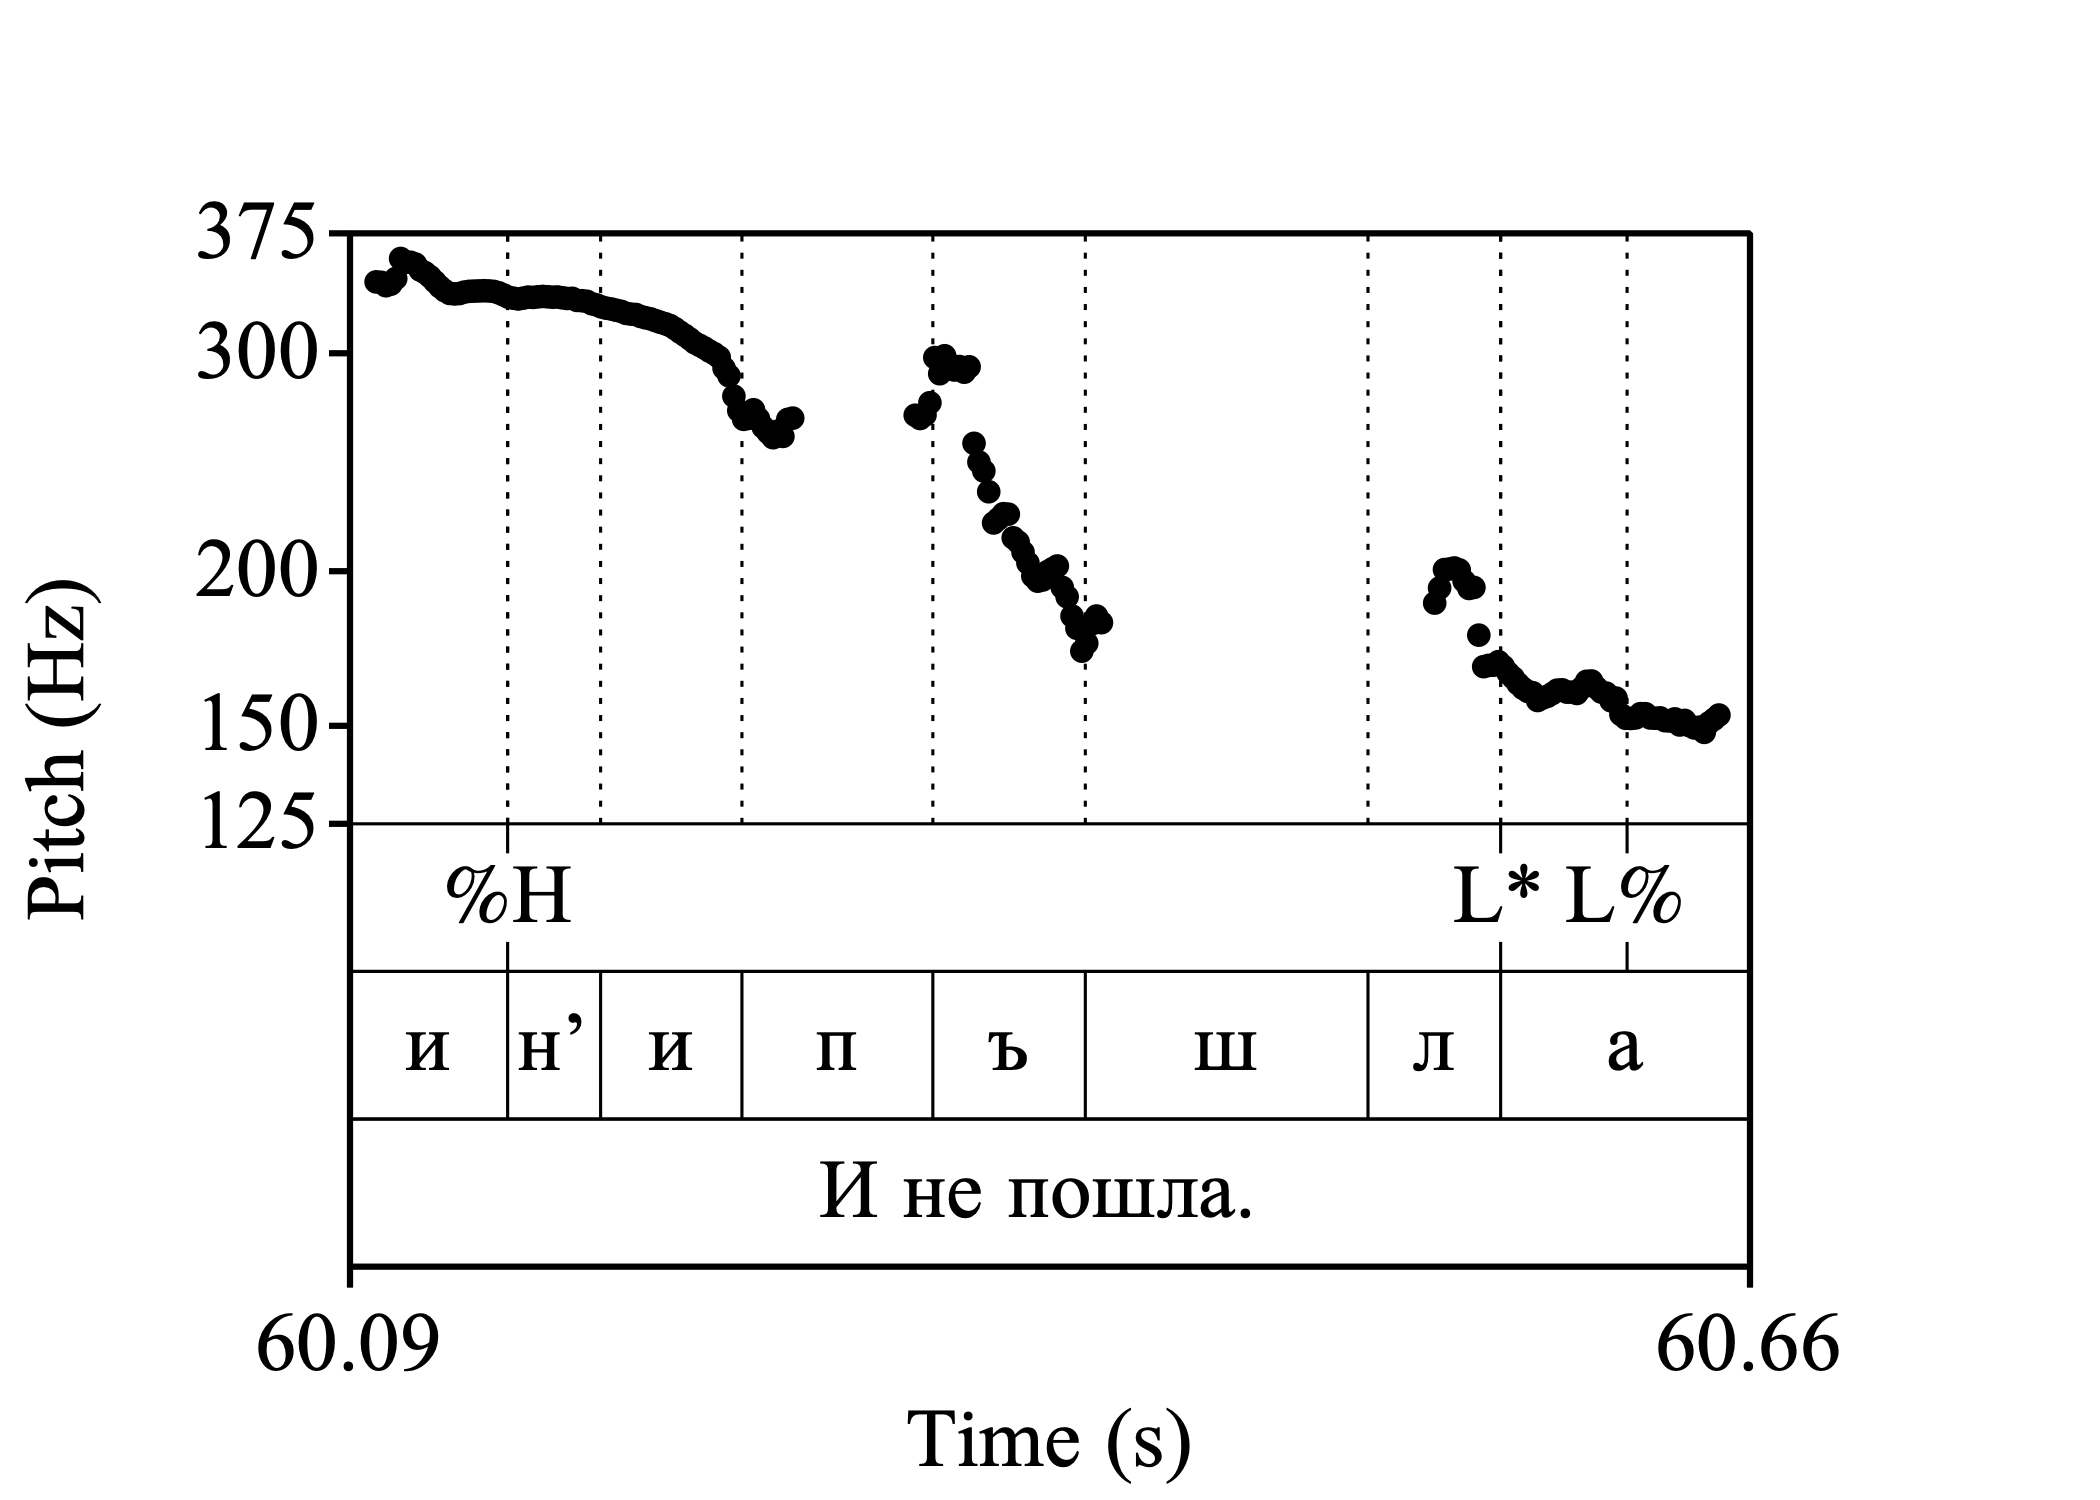 375
300
200
150
125
Pitch (Hz)
%H L* L%
и н’ и п ъ ш л а
И не пошла.
60.09 60.66
Time (s)